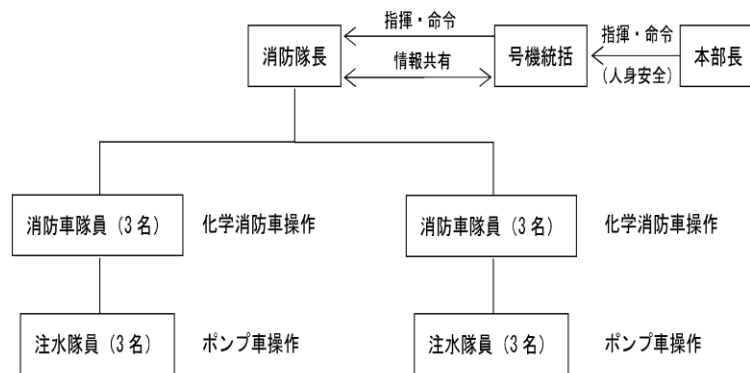 指揮・命令
指揮・命令
消防隊長
情報共有
号機統括
(人身安全)
本部長
消防車隊員（3名）
化学消防車操作
消防車隊員（3名）
化学消防車操作
注水隊員（3名）
ポンプ車操作
注水隊員（3名）
ポンプ車操作